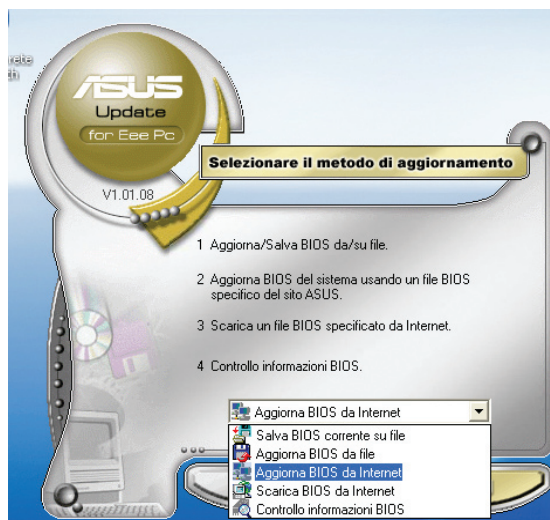 ASUS
Update
for Eee Pc
V1.01.08
Selezionare il metodo di aggiornamento
1 Aggiorna/Salva BIOS da/su file.
2 Aggiorna BIOS del sistema usando un file BIOS
specifico del sito ASUS.
3 Scarica un file BIOS specificato da Internet.
4 Controllo informazioni BIOS.
Aggiorna BIOS da Internet
Salva BIOS corrente su file
Aggiorna BIOS da file
Aggiorna BIOS da Internet
Scarica BIOS da Internet
Controllo informazioni BIOS